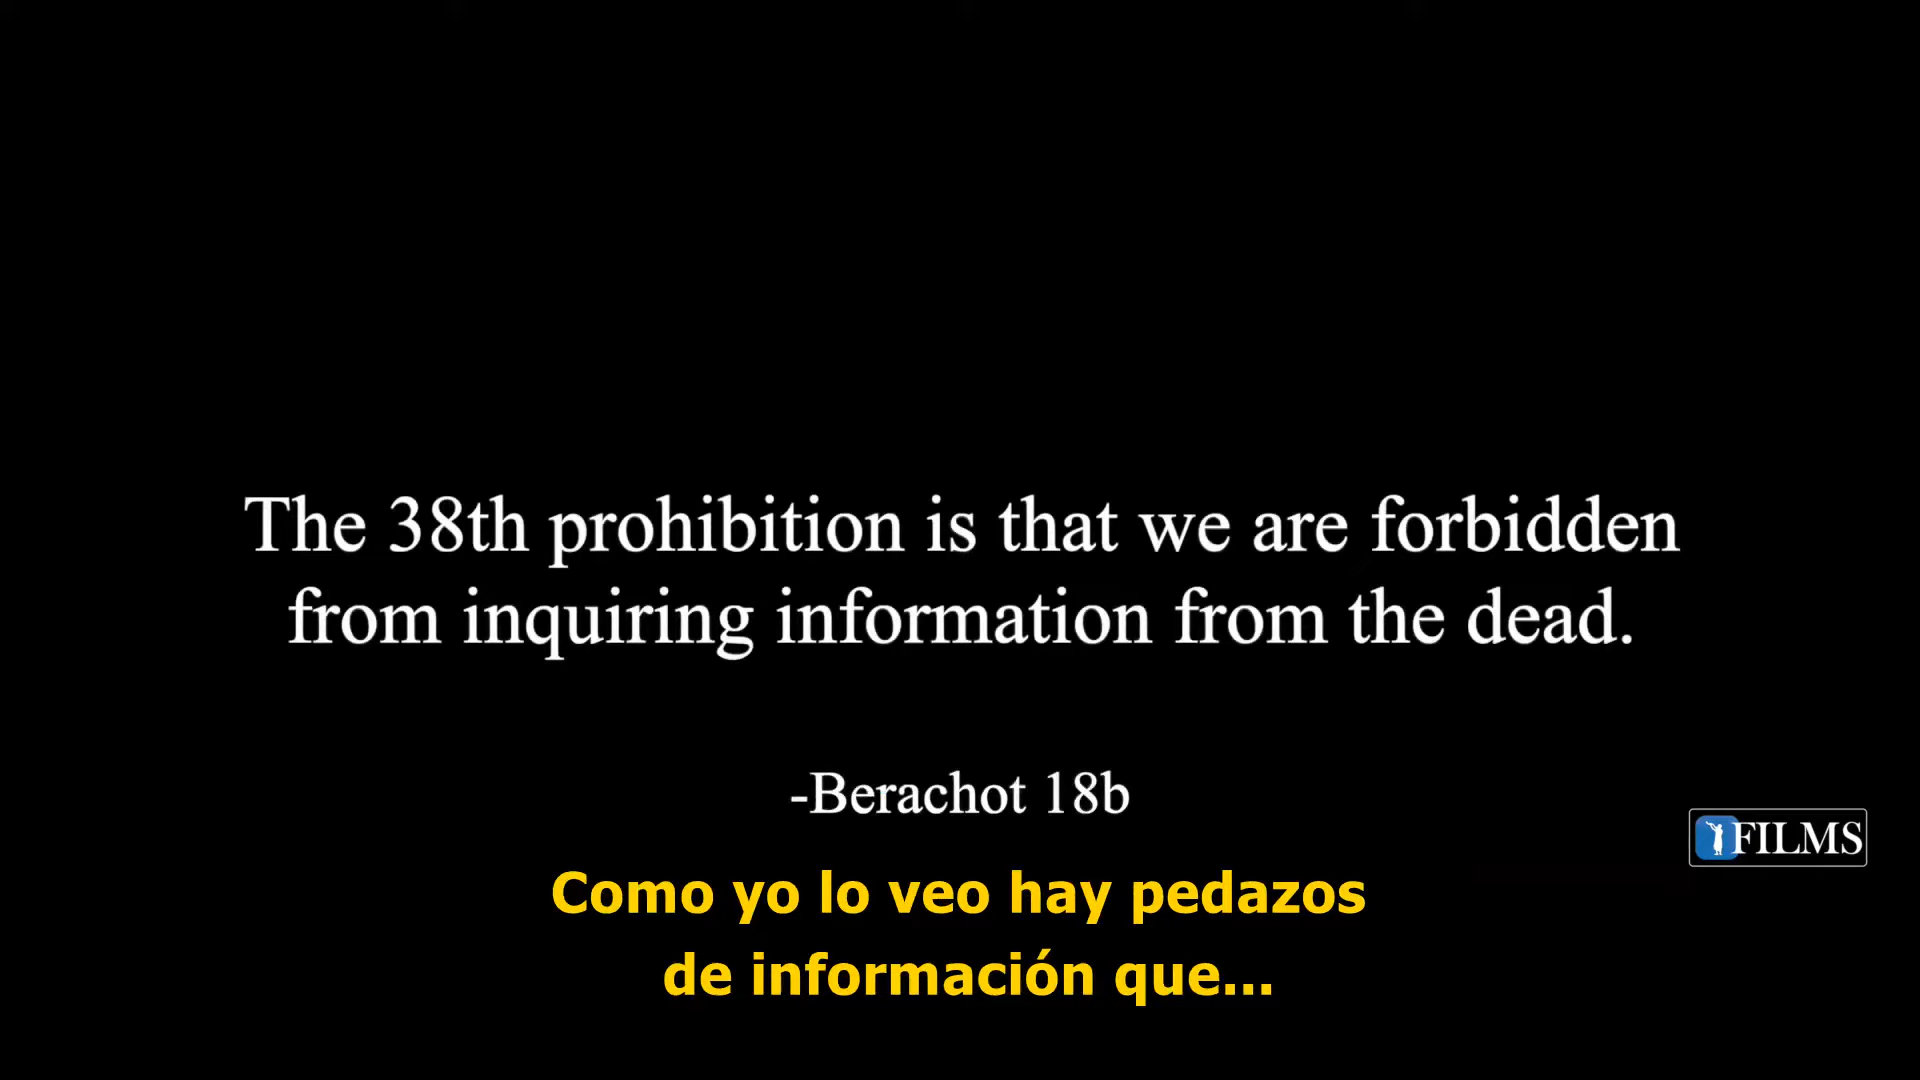 The 38th prohibition is that we are forbidden
from inquiring information from the dead.
-Berachot 18b
FILMS
Como yo lo veo hay pedazos
de información que...